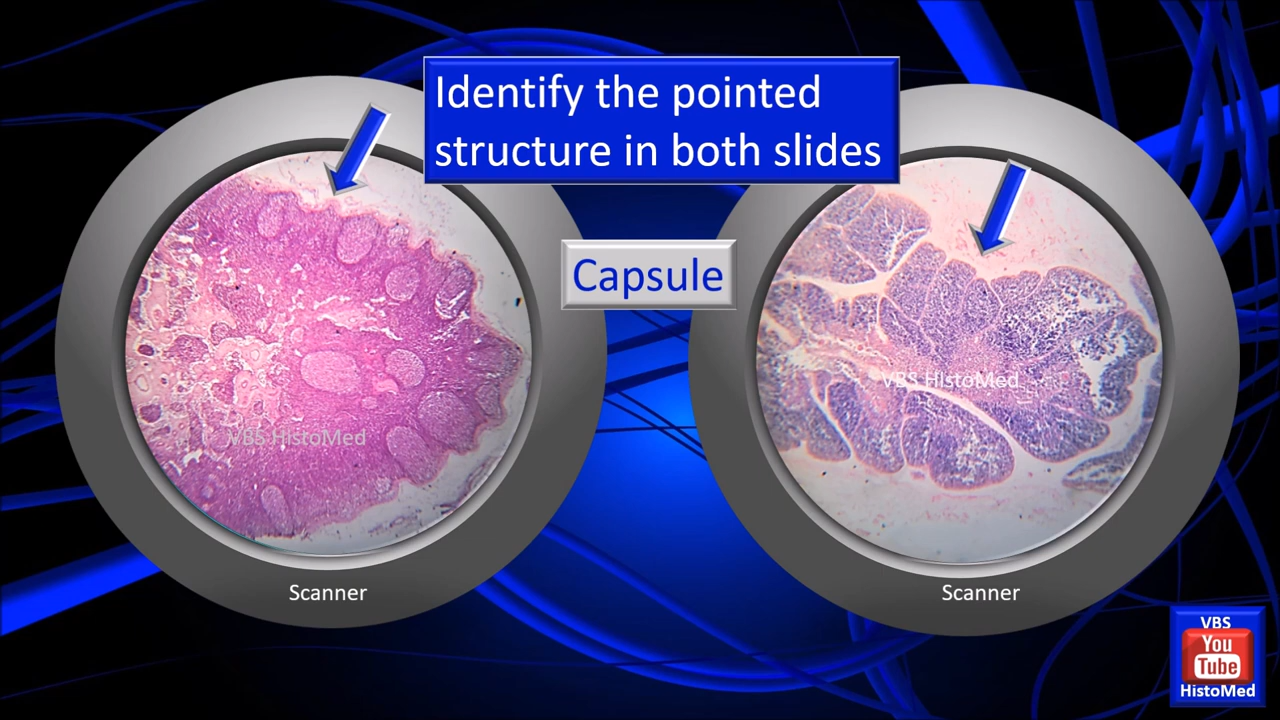 Identify the pointed
structure in both slides
Capsule
VBS HistoMed
VBS HistoMed
Scanner
Scanner
VBS
You
Tube
HistoMed